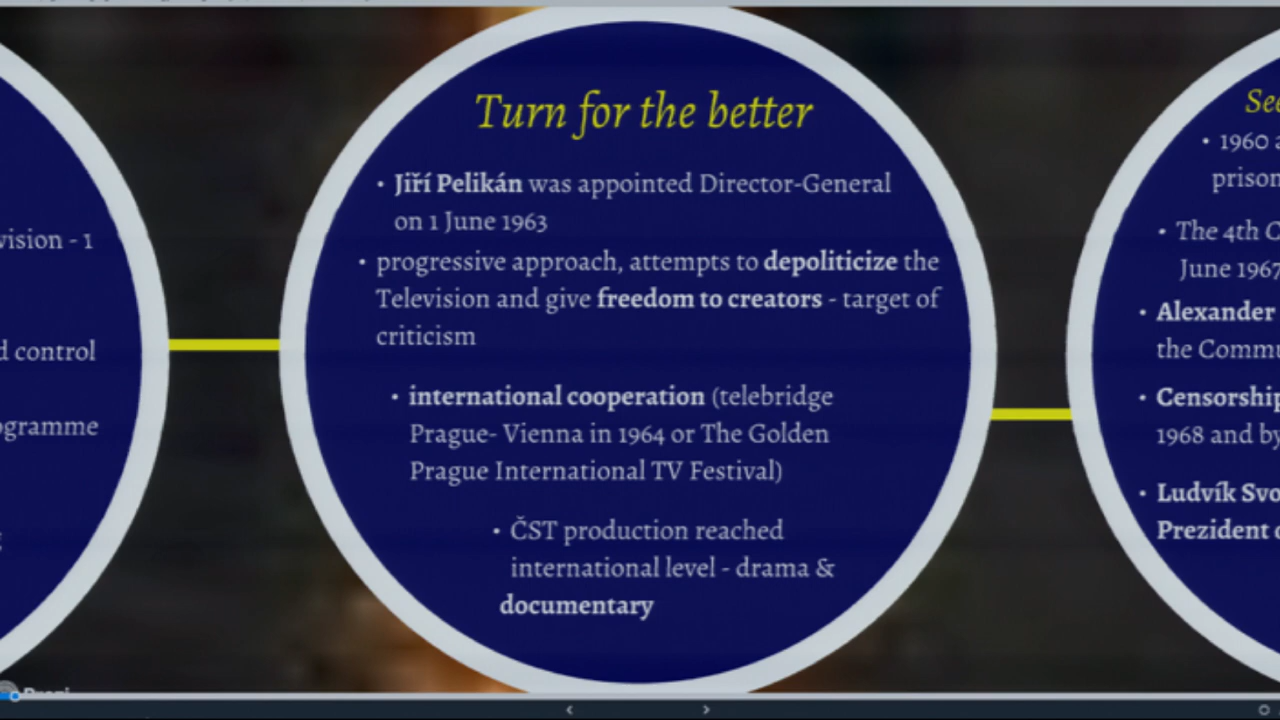 Turn for the better
• Jiří Pelikán was appointed Director-General
on 1 June 1963
• progressive approach, attempts to depoliticize the
Television and give freedom to creators - target of
criticism
• international cooperation (telebridge
Prague- Vienna in 1964 or The Golden
Prague International TV Festival)
• ČST production reached
international level - drama &
documentary
vision - 1
control
• 1960
prison
• The 4th
June 1967
• Alexander
the
• Censorship
1968 and by
• Ludvík
Prezident
Prezi